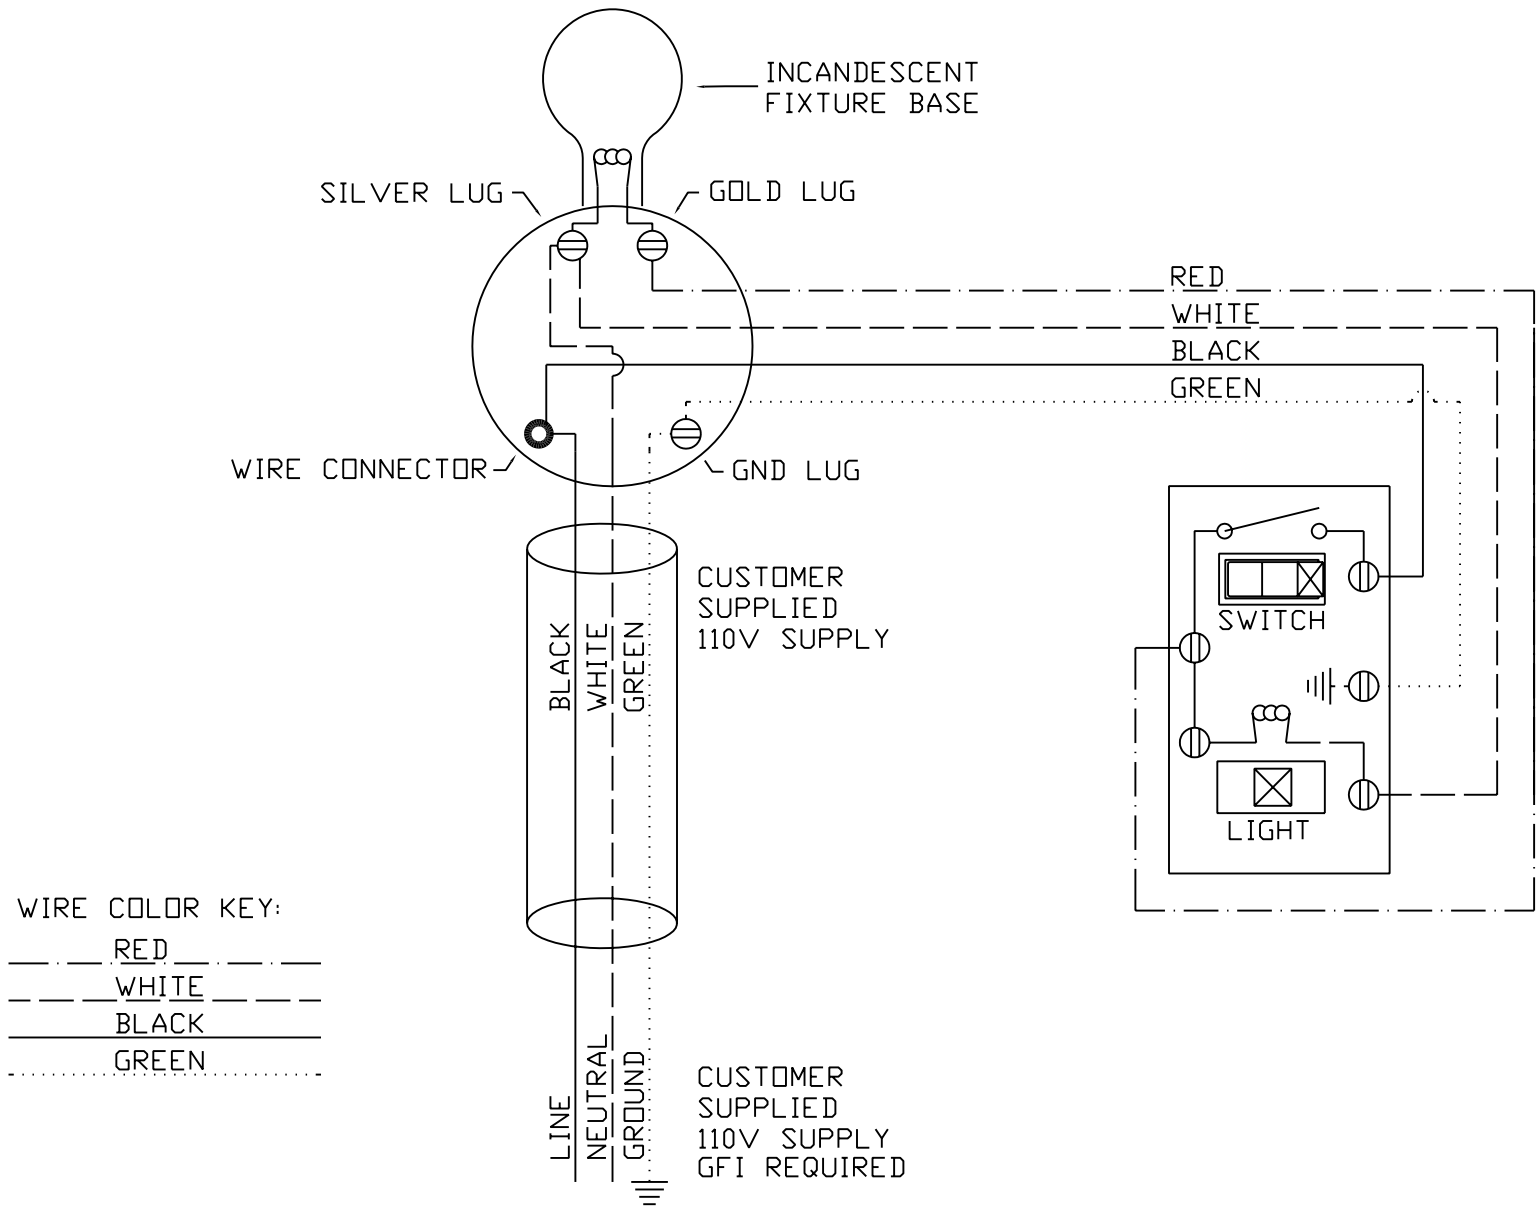 INCANDESCENT
FIXTURE BASE
SILVER LUG
GOLD LUG
RED
WHITE
BLACK
GREEN
WIRE CONNECTOR
GND LUG
CUSTOMER
SUPPLIED
110V SUPPLY
BLACK
WHITE
GREEN
SWITCH
LIGHT
WIRE COLOR KEY:
RED
WHITE
BLACK
GREEN
LINE
NEUTRAL
GROUND
CUSTOMER
SUPPLIED
110V SUPPLY
GFI REQUIRED